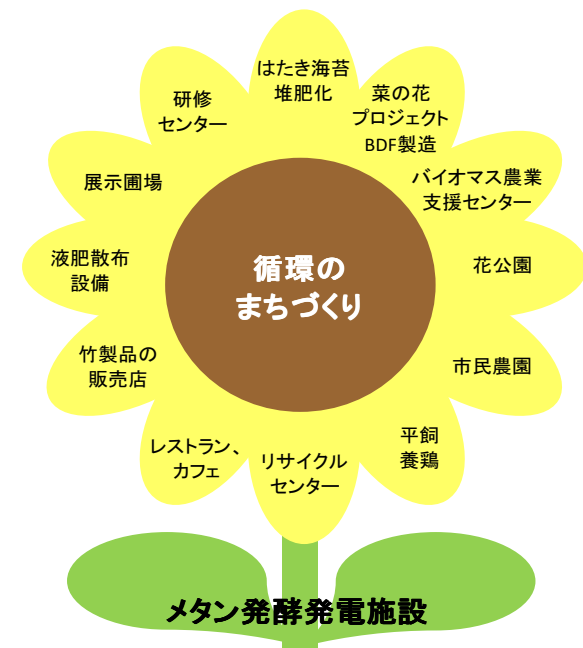 はたき海苔
堆肥化
菜の花
プロジェクト
BDF製造
バイオマス農業
支援センター
花公園
市民農園
平飼
養鶏
リサイクル
センター
レストラン、
カフェ
竹製品の
販売店
液肥散布
設備
展示圃場
研修
センター
循環の
まちづくり
メタン発酵発電施設